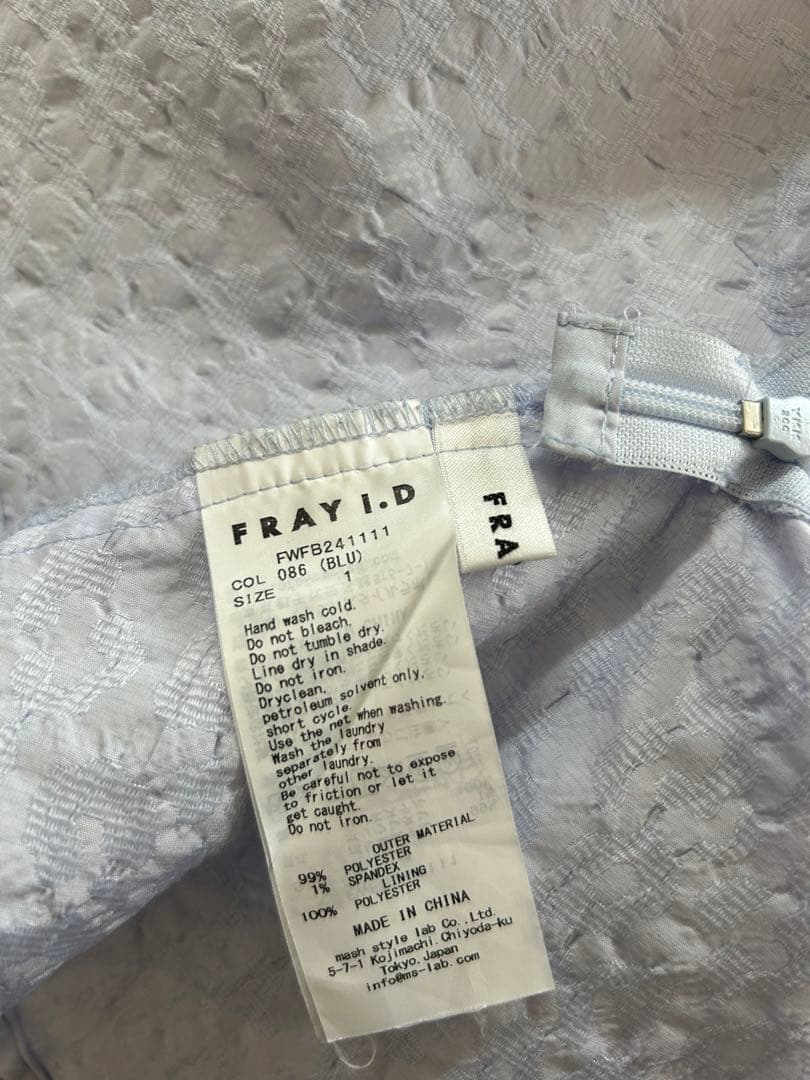 FRAY I.D
FWFB241111
COL 086 (BLU)
SIZE 1
Hand wash cold.
Do not bleach.
Do not tumble dry.
Line dry in shade.
Do not iron.
Dryclean,
petroleum solvent only,
short cycle.
Use the net when washing.
Wash the laundry
separately from
other laundry.
Be careful not to expose
to friction or let it
get caught.
Do not iron.
OUTER MATERIAL
99% POLYESTER
1% SPANDEX
LINING
100% POLYESTER
MADE IN CHINA
mash style lab Co.,Ltd.
5-7-1 Kojimachi.Chiyoda-ku
Tokyo,Japan
info@ms-lab.com
FRA
YKK